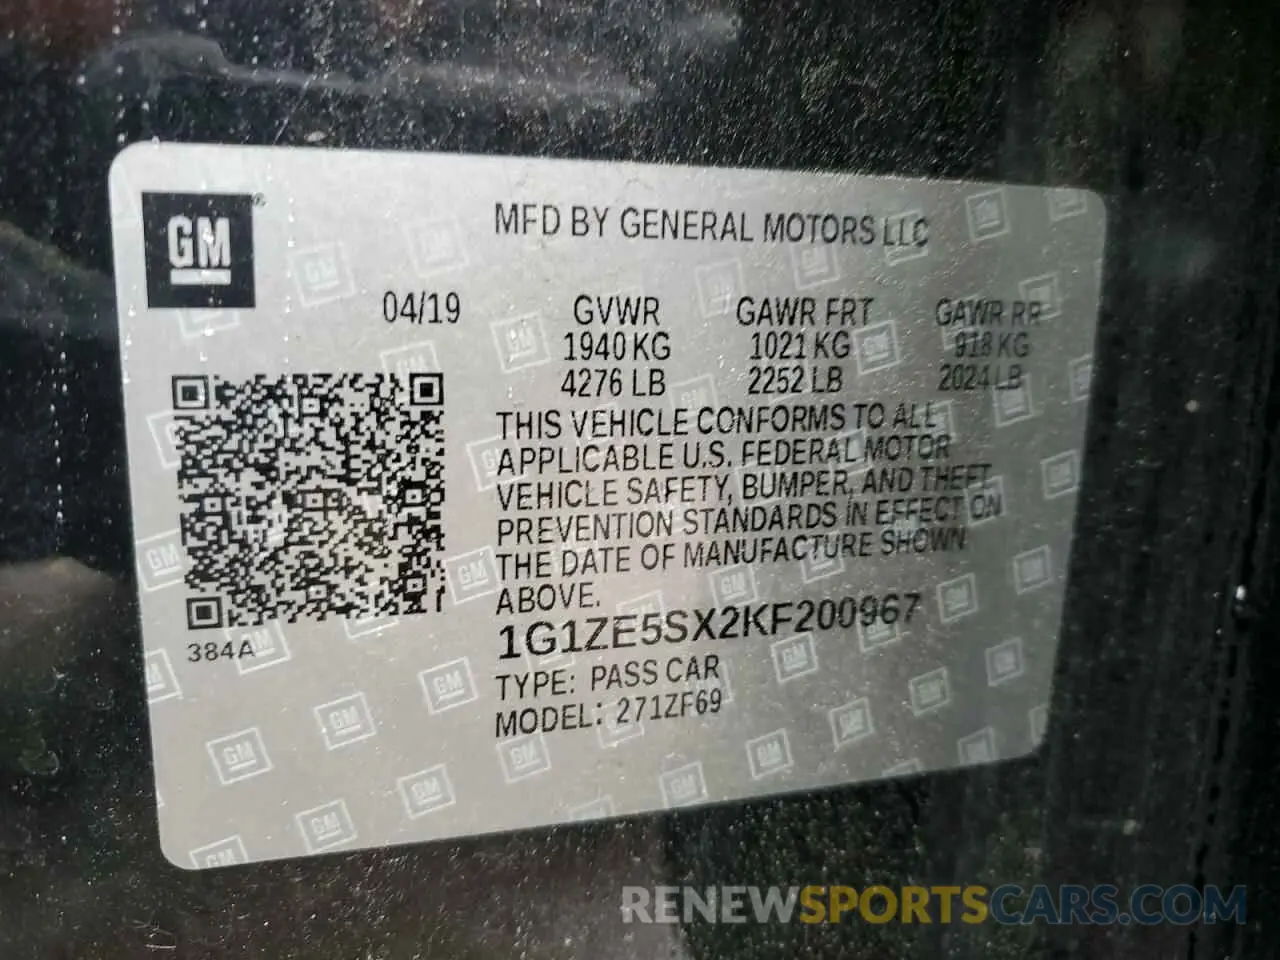 GM®
MFD BY GENERAL MOTORS LLC
04/19 GVWR GAWR FRT GAWR RR
1940 KG 1021 KG 918 KG
4276 LB 2252 LB 2024 LB
THIS VEHICLE CONFORMS TO ALL
APPLICABLE U.S. FEDERAL MOTOR
VEHICLE SAFETY, BUMPER, AND THEFT
PREVENTION STANDARDS IN EFFECT ON
THE DATE OF MANUFACTURE SHOWN
ABOVE.
1G1ZE5SX2KF200967
TYPE: PASS CAR
MODEL: 271ZF69
384A
RENEWSPORTSCARS.COM